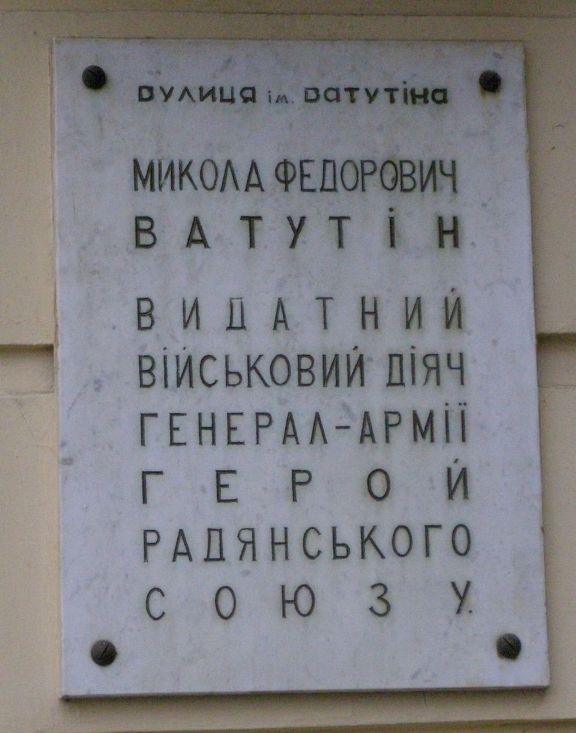 вулиця ім. Ватутіна
МИКОЛА ФЕДОРОВИЧ
ВАТУТІН
ВИДАТНИЙ
ВІЙСЬКОВИЙ ДІЯЧ
ГЕНЕРАЛ-АРМІЇ
ГЕРОЙ
РАДЯНСЬКОГО
СОЮЗУ.